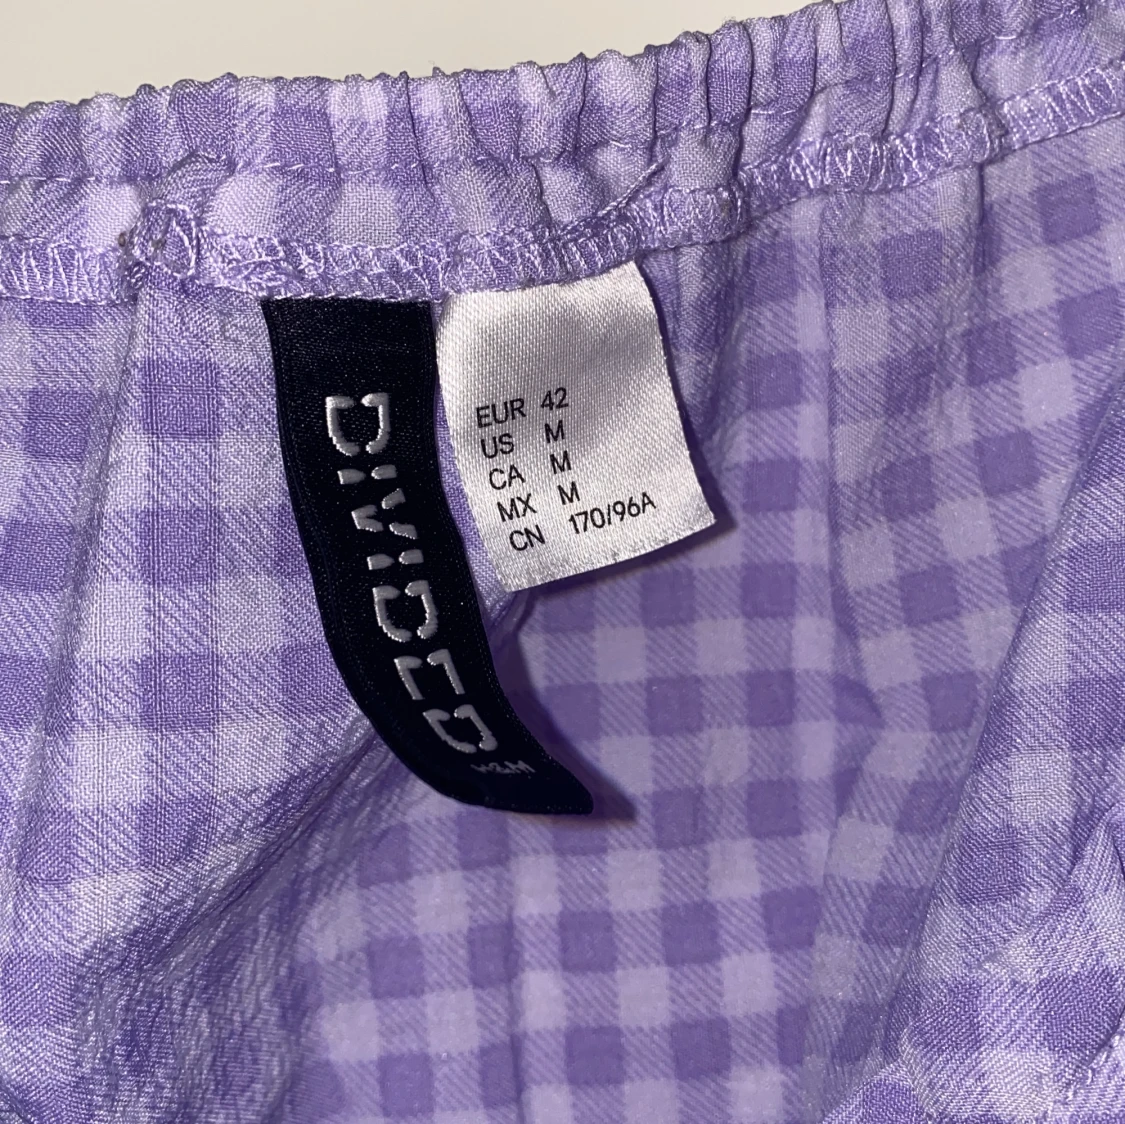 DIVIDED
H&M
EUR 42
US M
CA M
MX M
CN 170/96A